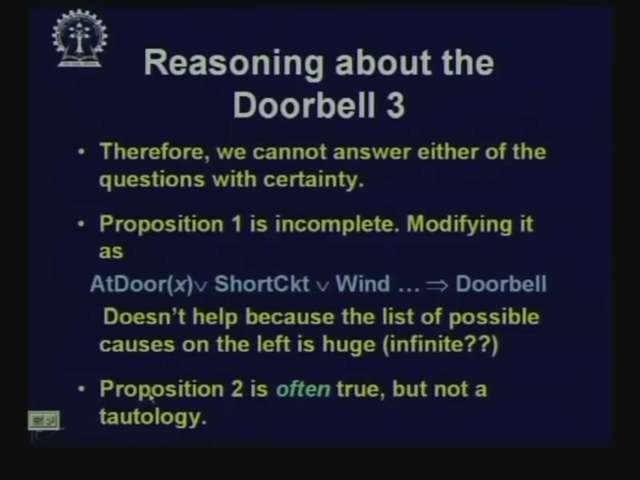 Reasoning about the
Doorbell 3
• Therefore, we cannot answer either of the
questions with certainty.
• Proposition 1 is incomplete. Modifying it
as
AtDoor(x)∨ ShortCkt ∨ Wind … ⇒ Doorbell
Doesn't help because the list of possible
causes on the left is huge (infinite??)
• Proposition 2 is often true, but not a
tautology.